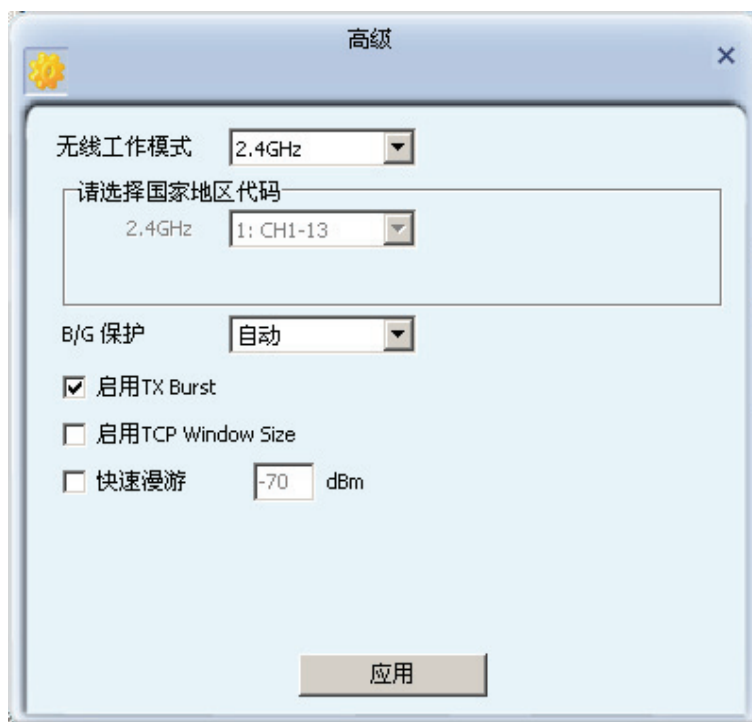 高级
无线工作模式 2.4GHz
请选择国家地区代码
2.4GHz 1: CH1-13
B/G 保护 自动
启用TX Burst
启用TCP Window Size
快速漫游 -70 dBm
应用